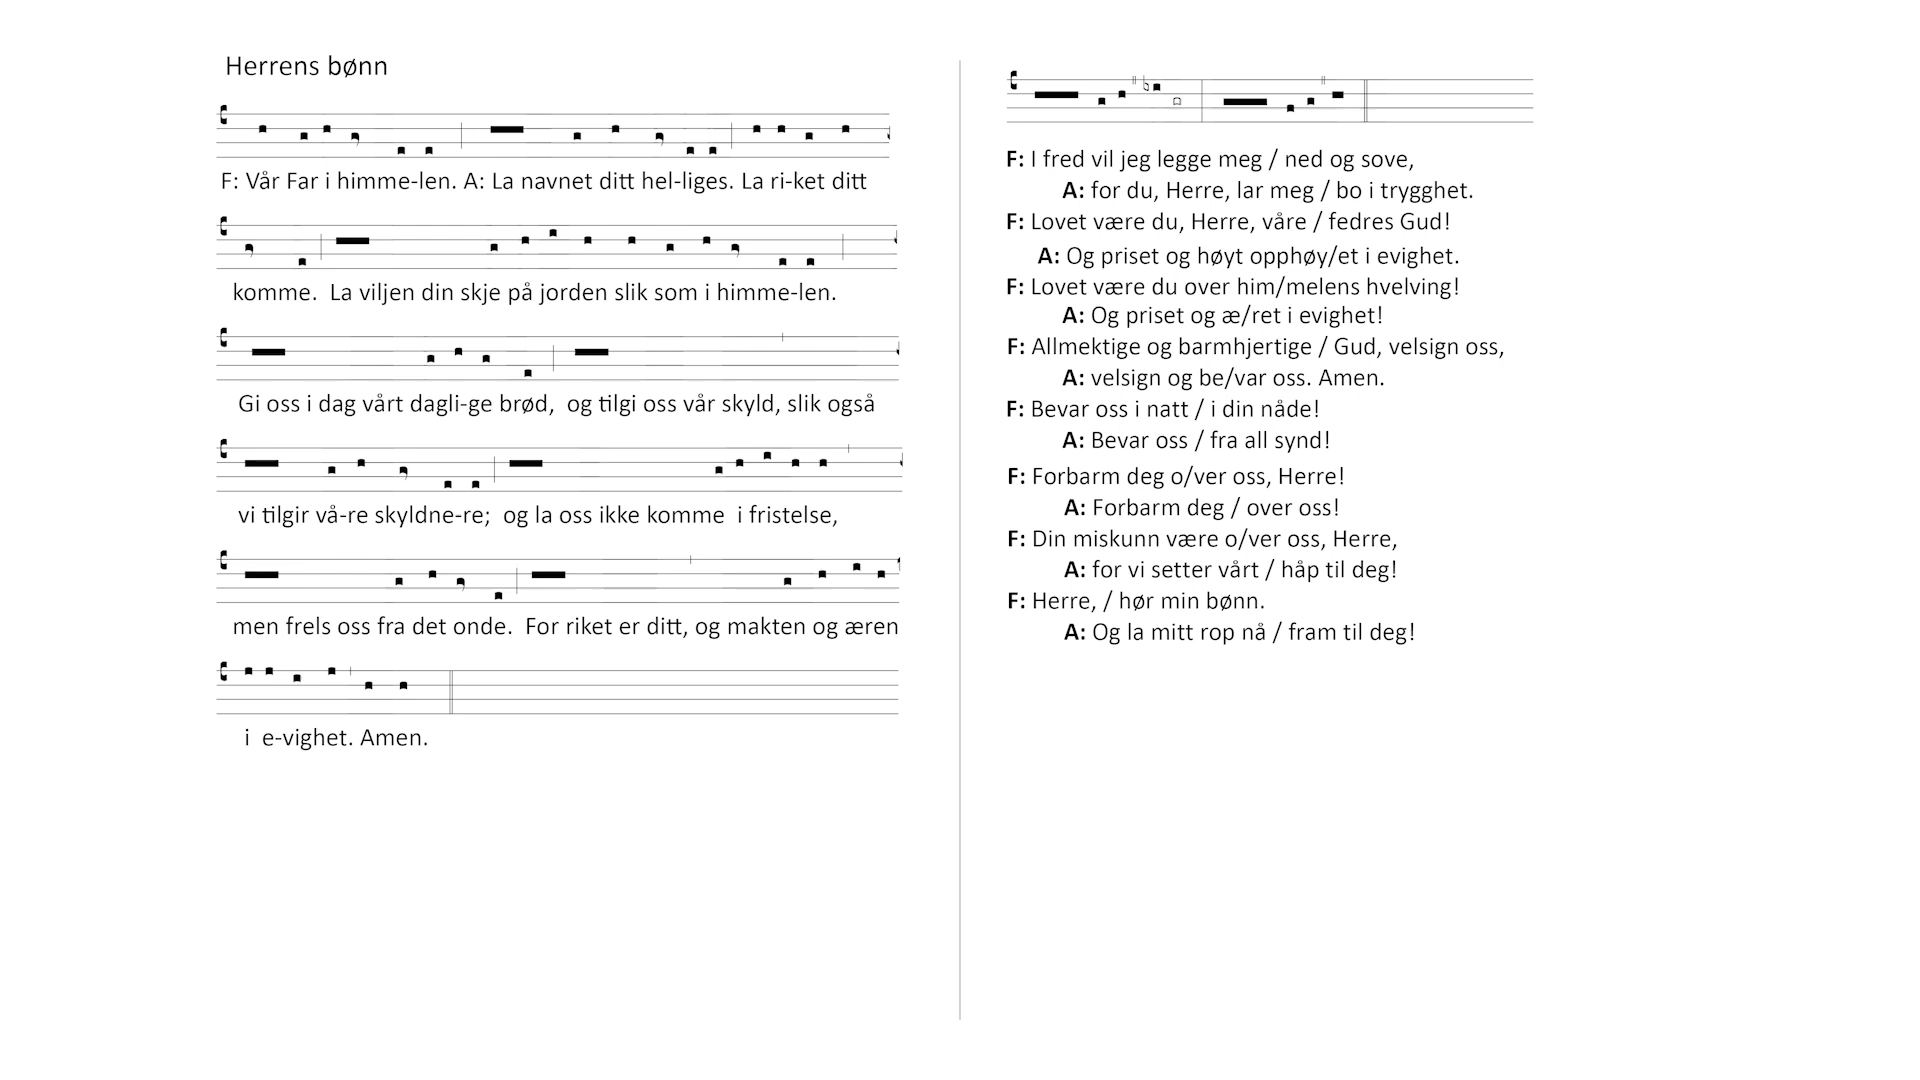 Herrens bønn
F: Vår Far i himme-len. A: La navnet ditt hel-liges. La ri-ket ditt
komme. La viljen din skje på jorden slik som i himme-len.
Gi oss i dag vårt dagli-ge brød, og tilgi oss vår skyld, slik også
vi tilgir vå-re skyldne-re; og la oss ikke komme i fristelse,
men frels oss fra det onde. For riket er ditt, og makten og æren
i e-vighet. Amen.
F: I fred vil jeg legge meg / ned og sove,
A: for du, Herre, lar meg / bo i trygghet.
F: Lovet være du, Herre, våre / fedres Gud!
A: Og priset og høyt opphøy/et i evighet.
F: Lovet være du over him/melens hvelving!
A: Og priset og æ/ret i evighet!
F: Allmektige og barmhjertige / Gud, velsign oss,
A: velsign og be/var oss. Amen.
F: Bevar oss i natt / i din nåde!
A: Bevar oss / fra all synd!
F: Forbarm deg o/ver oss, Herre!
A: Forbarm deg / over oss!
F: Din miskunn være o/ver oss, Herre,
A: for vi setter vårt / håp til deg!
F: Herre, / hør min bønn.
A: Og la mitt rop nå / fram til deg!